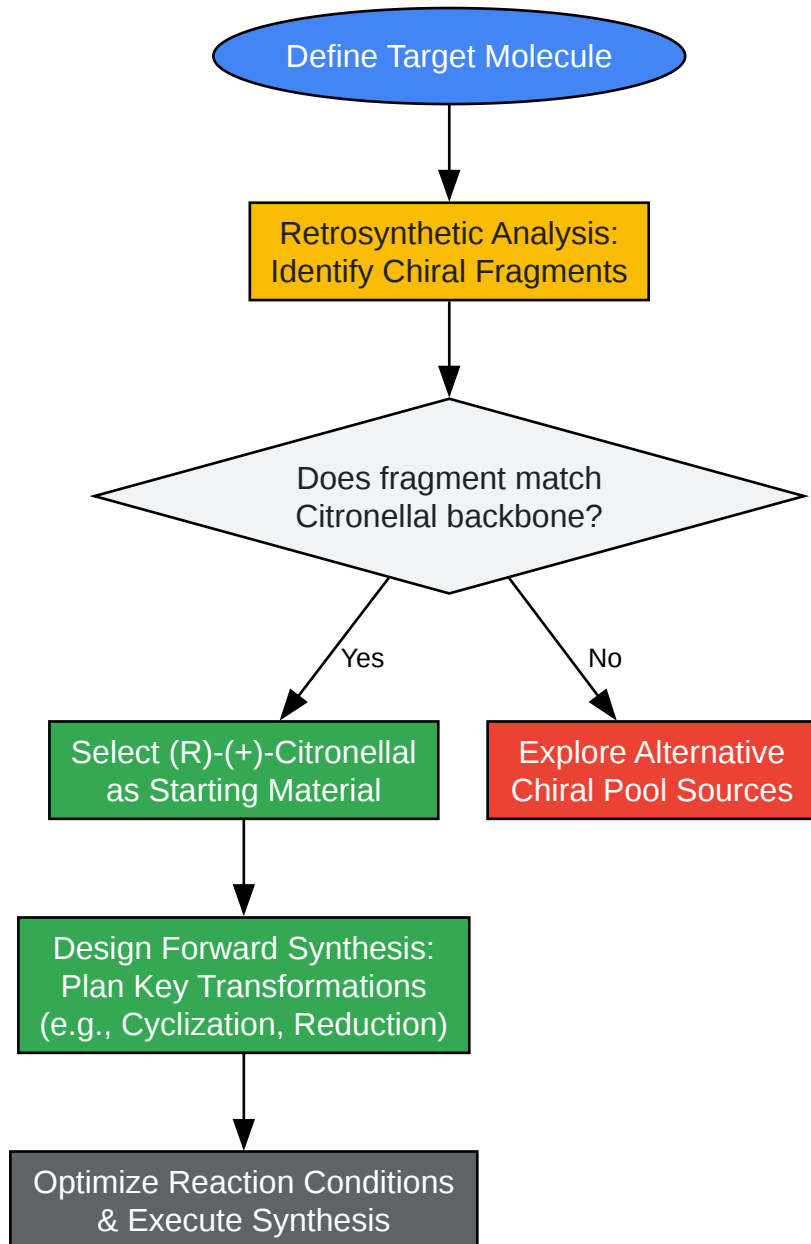 Define Target Molecule
Retrosynthetic Analysis:
Identify Chiral Fragments
Does fragment match
Citronellal backbone?
Yes
No
Select (R)-(+)-Citronellal
as Starting Material
Explore Alternative
Chiral Pool Sources
Design Forward Synthesis:
Plan Key Transformations
(e.g., Cyclization, Reduction)
Optimize Reaction Conditions
& Execute Synthesis